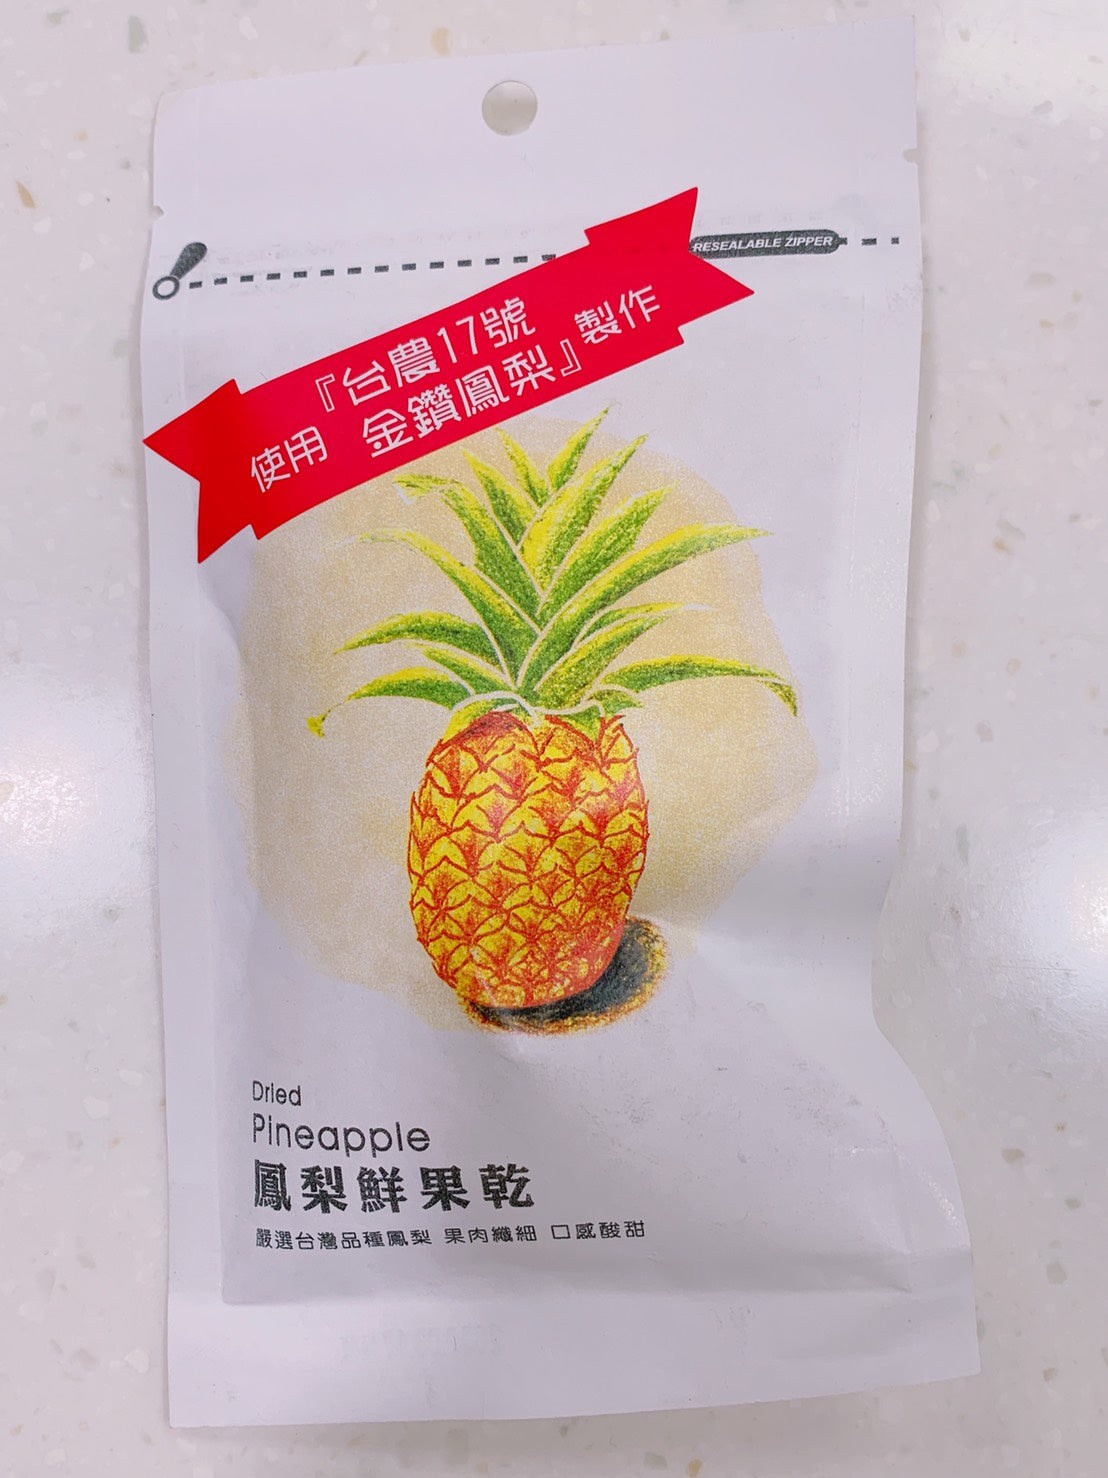 RESEALABLE ZIPPER
使用『台農17號
金鑽鳳梨』製作
Dried
Pineapple
鳳梨鮮果乾
嚴選台灣品種鳳梨 果肉纖細 口感酸甜